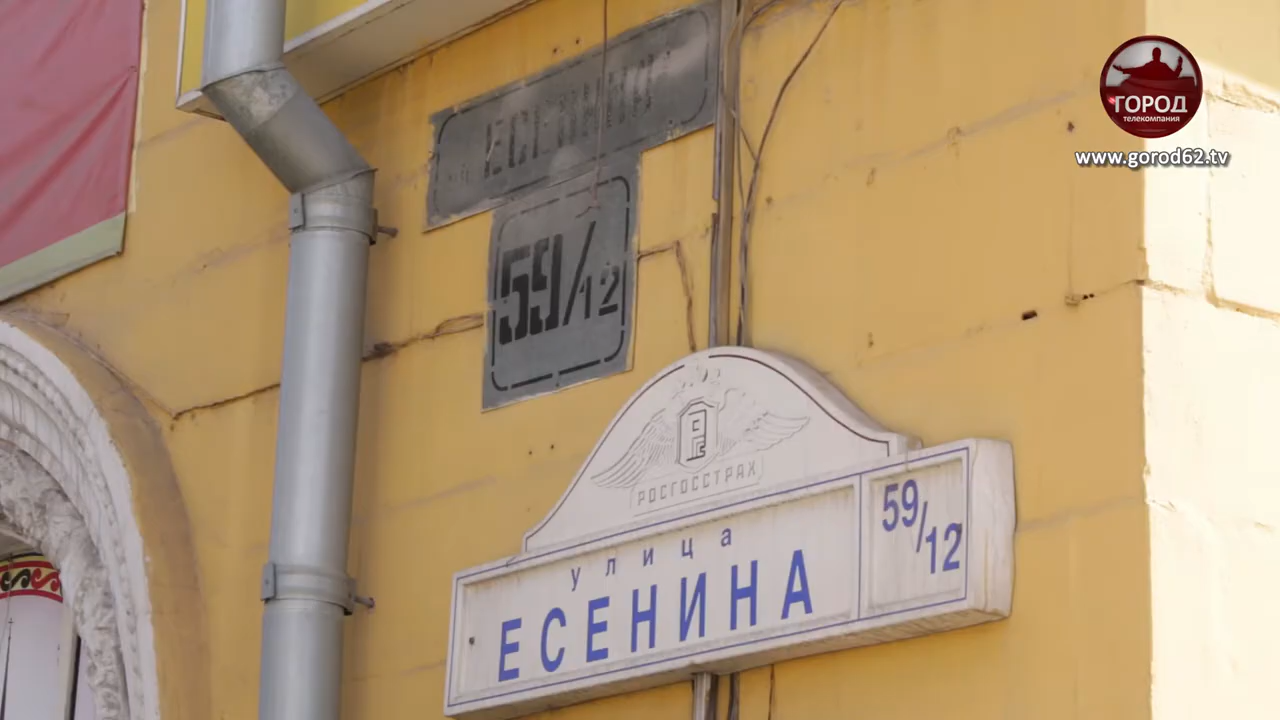 ГОРОД
телекомпания
www.gorod62.tv
ЕСЕНИНА
59/12
РОСГОССТРАХ
улица
ЕСЕНИНА
59/12